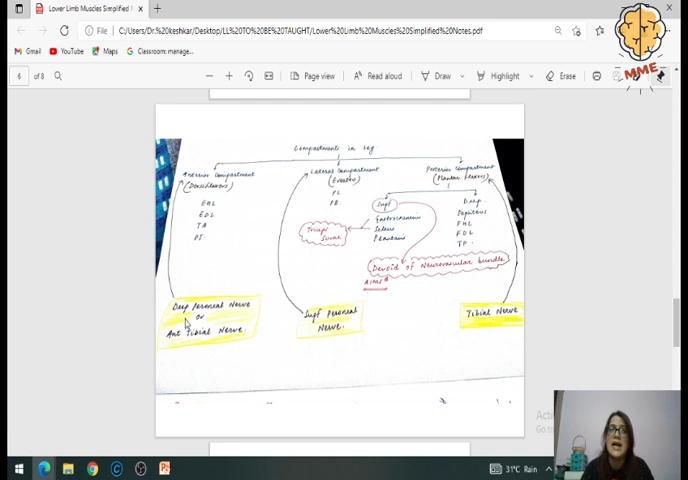 Lower Limb Muscles Simplified N
File
C:/Users/Dr.%20keshkar/Desktop/LL%20TO%20BE%20TAUGHT/Lower%20Limb%20Muscles%20Simplified%20Notes.pdf
Gmail YouTube Maps Google Classroom: manage...
6 of 8
Page view
Read aloud
Draw
Highlight
Erase
MME
Compartments in leg
Anterior Compartment
(Dorsiflexors)
EHL
EDL
TA
PT
Lateral Compartment
(Evertors)
PL
PB
Posterior Compartment
(Plantar flexors)
Supf
Gastrocnemius
Soleus
Plantaris
Triceps
Surae
Deep
Popliteus
FHL
FDL
TP
Devoid of Neurovascular bundle
AIIMS
Deep Peroneal Nerve
or
Ant Tibial Nerve.
Supf Peroneal
Nerve.
Tibial Nerve
31°C Rain